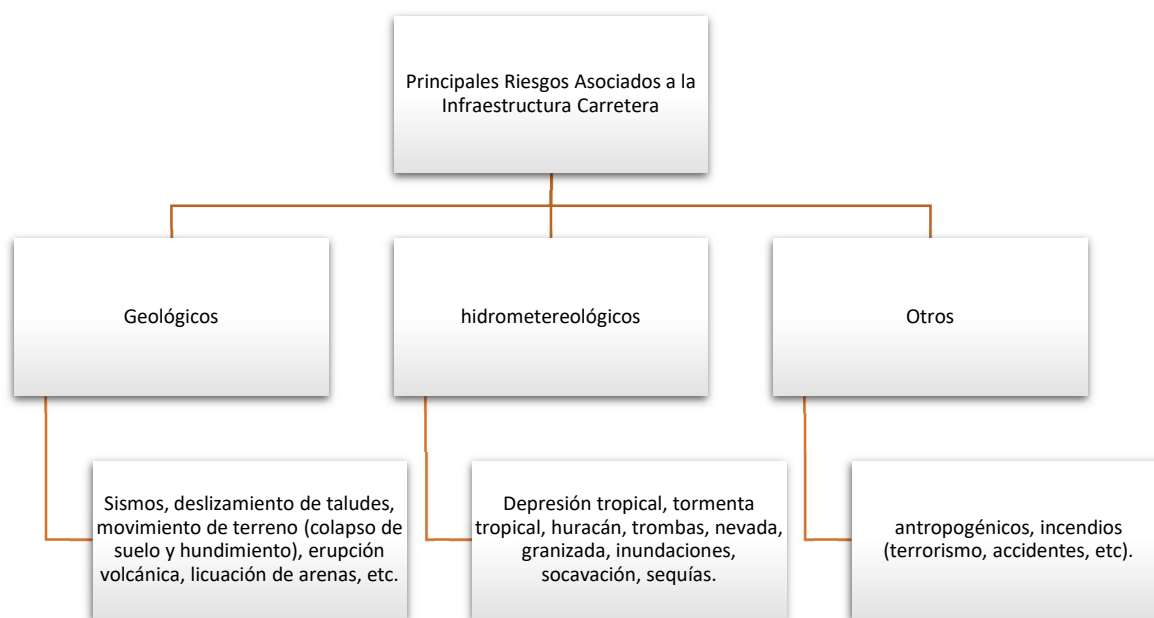 Principales Riesgos Asociados a la
Infraestructura Carretera
Geológicos
hidrometereológicos
Otros
Sismos, deslizamiento de taludes,
movimiento de terreno (colapso de
suelo y hundimiento), erupción
volcánica, licuación de arenas, etc.
Depresión tropical, tormenta
tropical, huracán, trombas, nevada,
granizada, inundaciones,
socavación, sequías.
antropogénicos, incendios
(terrorismo, accidentes, etc).